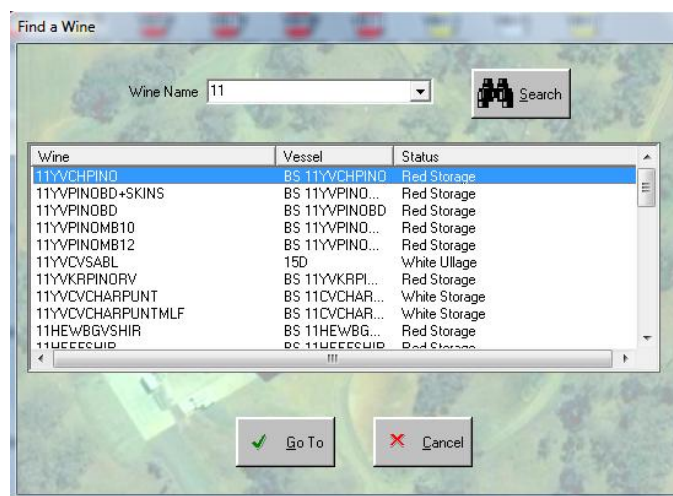 Find a Wine
Wine Name 11 Search
Wine Vessel Status
11YVCHPINO BS 11YVCHPINO Red Storage
11YVPINOBD+SKINS BS 11YVPINO... Red Storage
11YVPINOBD BS 11YVPINOBD Red Storage
11YVPINOMB10 BS 11YVPINO... Red Storage
11YVPINOMB12 BS 11YVPINO... Red Storage
11YVCVSABL 15D White Ullage
11YVKRPINORV BS 11YVKRPI... Red Storage
11YVCVCHARPUNT BS 11CVCHAR... White Storage
11YVCVCHARPUNTMLF BS 11CVCHAR... White Storage
11HEWBGVSHIR BS 11HEWBG... Red Storage
Red Storage
Go To Cancel